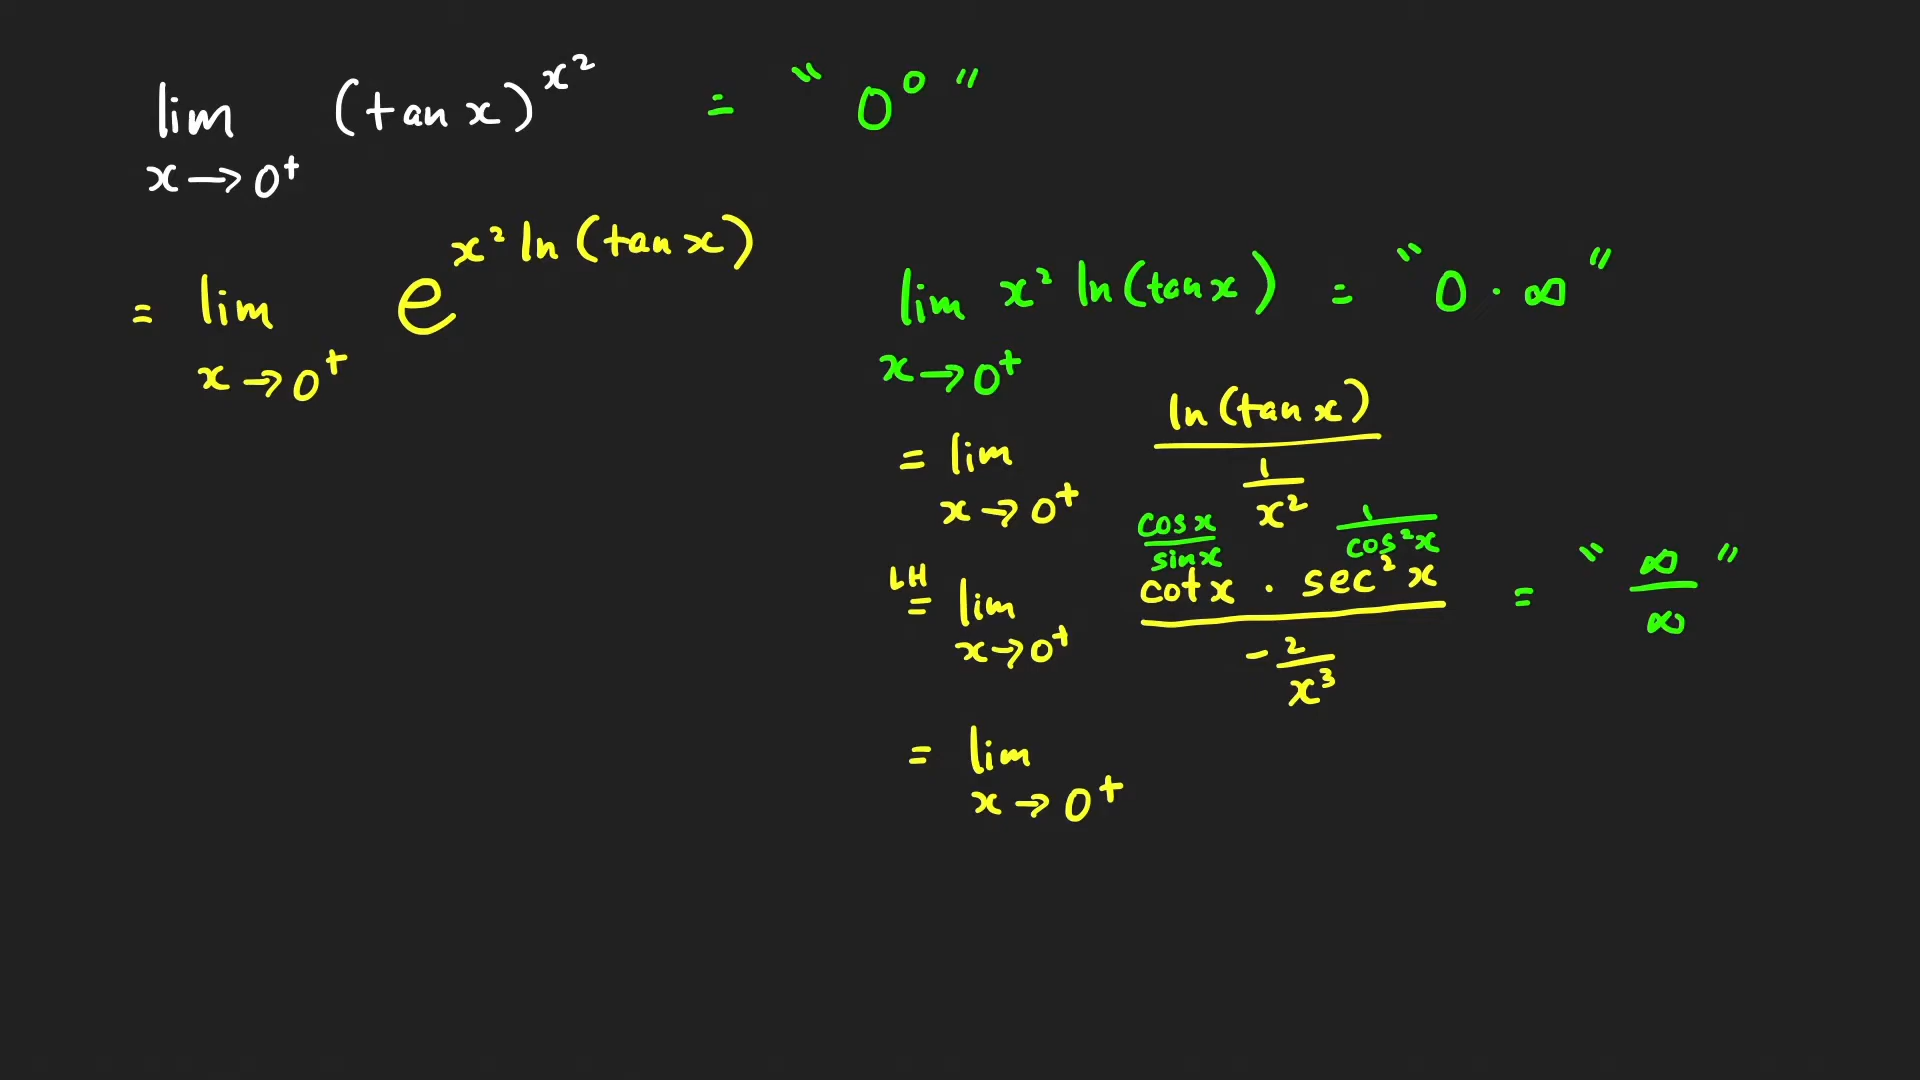 lim x→0⁺ (tan x)^x² = "0⁰"
= lim x→0⁺ e^x² ln(tan x)
lim x→0⁺ x² ln(tan x) = "0 · ∞"
= lim x→0⁺ ln(tan x) / (1/x²)
cos x / sin x 1 / cos² x
LH = lim x→0⁺ (cot x · sec² x) / (-2/x³) = "∞/∞"
= lim x→0⁺